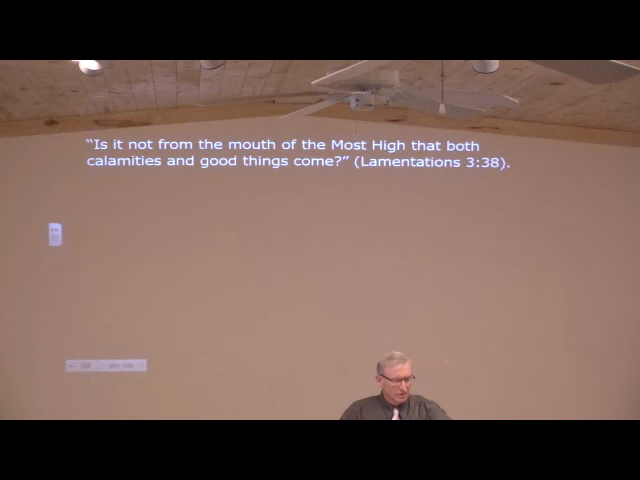 “Is it not from the mouth of the Most High that both
calamities and good things come?” (Lamentations 3:38).